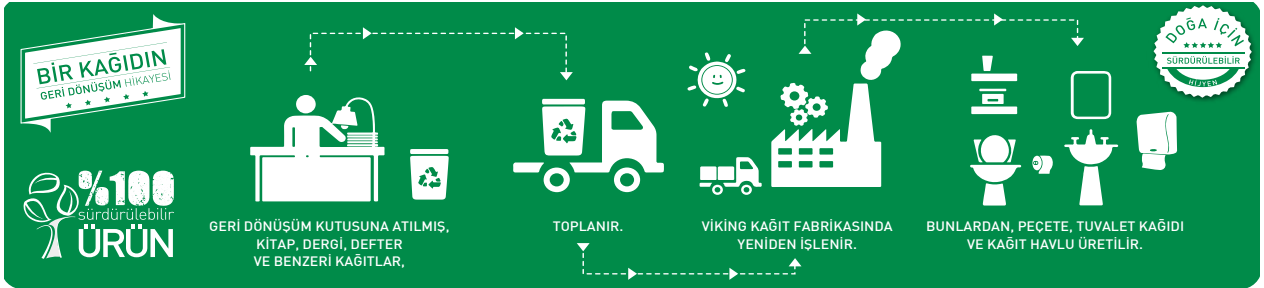 BİR KAĞIDIN
GERİ DÖNÜŞÜM HİKAYESİ
%100
sürdürülebilir
ÜRÜN
GERİ DÖNÜŞÜM KUTUSUNA ATILMIŞ,
KİTAP, DERGİ, DEFTER
VE BENZERİ KAĞITLAR,
TOPLANIR.
VİKİNG KAĞIT FABRİKASINDA
YENİDEN İŞLENİR.
BUNLARDAN, PEÇETE, TUVALET KAĞIDI
VE KAĞIT HAVLU ÜRETİLİR.
DOĞA İÇİN
SÜRDÜRÜLEBİLİR
HIJYEN